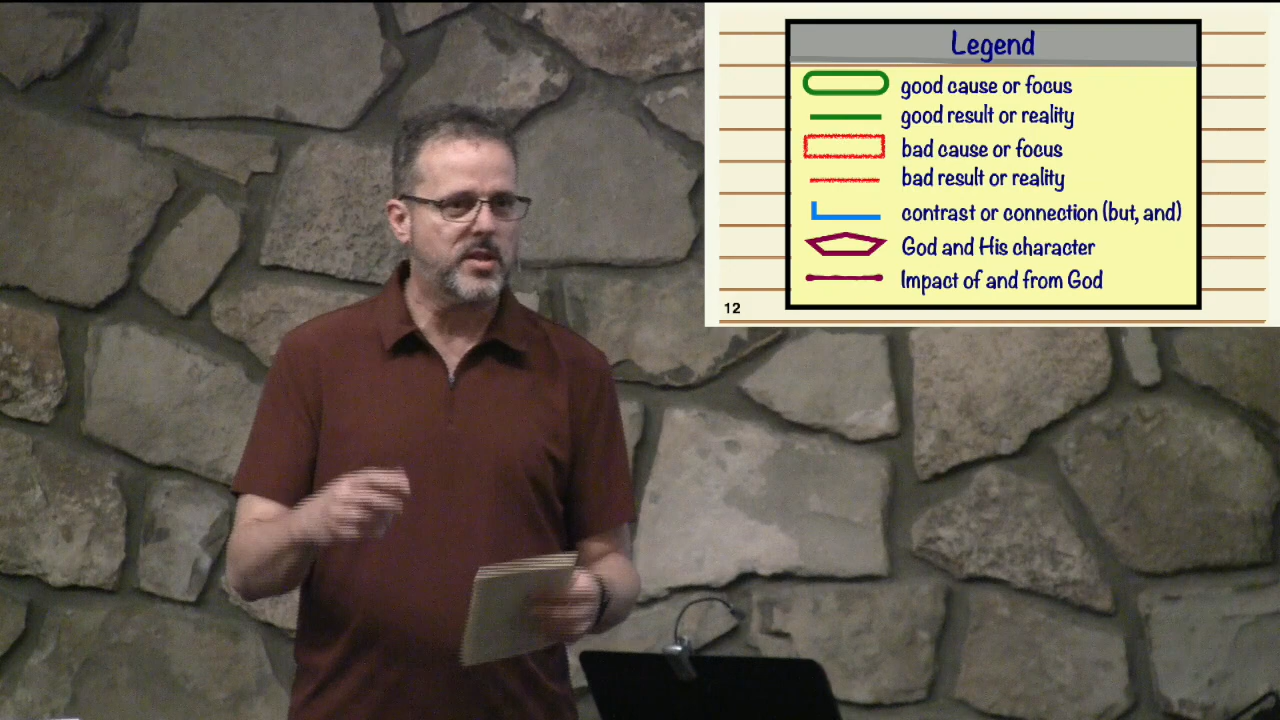 Legend
good cause or focus
good result or reality
bad cause or focus
bad result or reality
contrast or connection (but, and)
God and His character
Impact of and from God
12